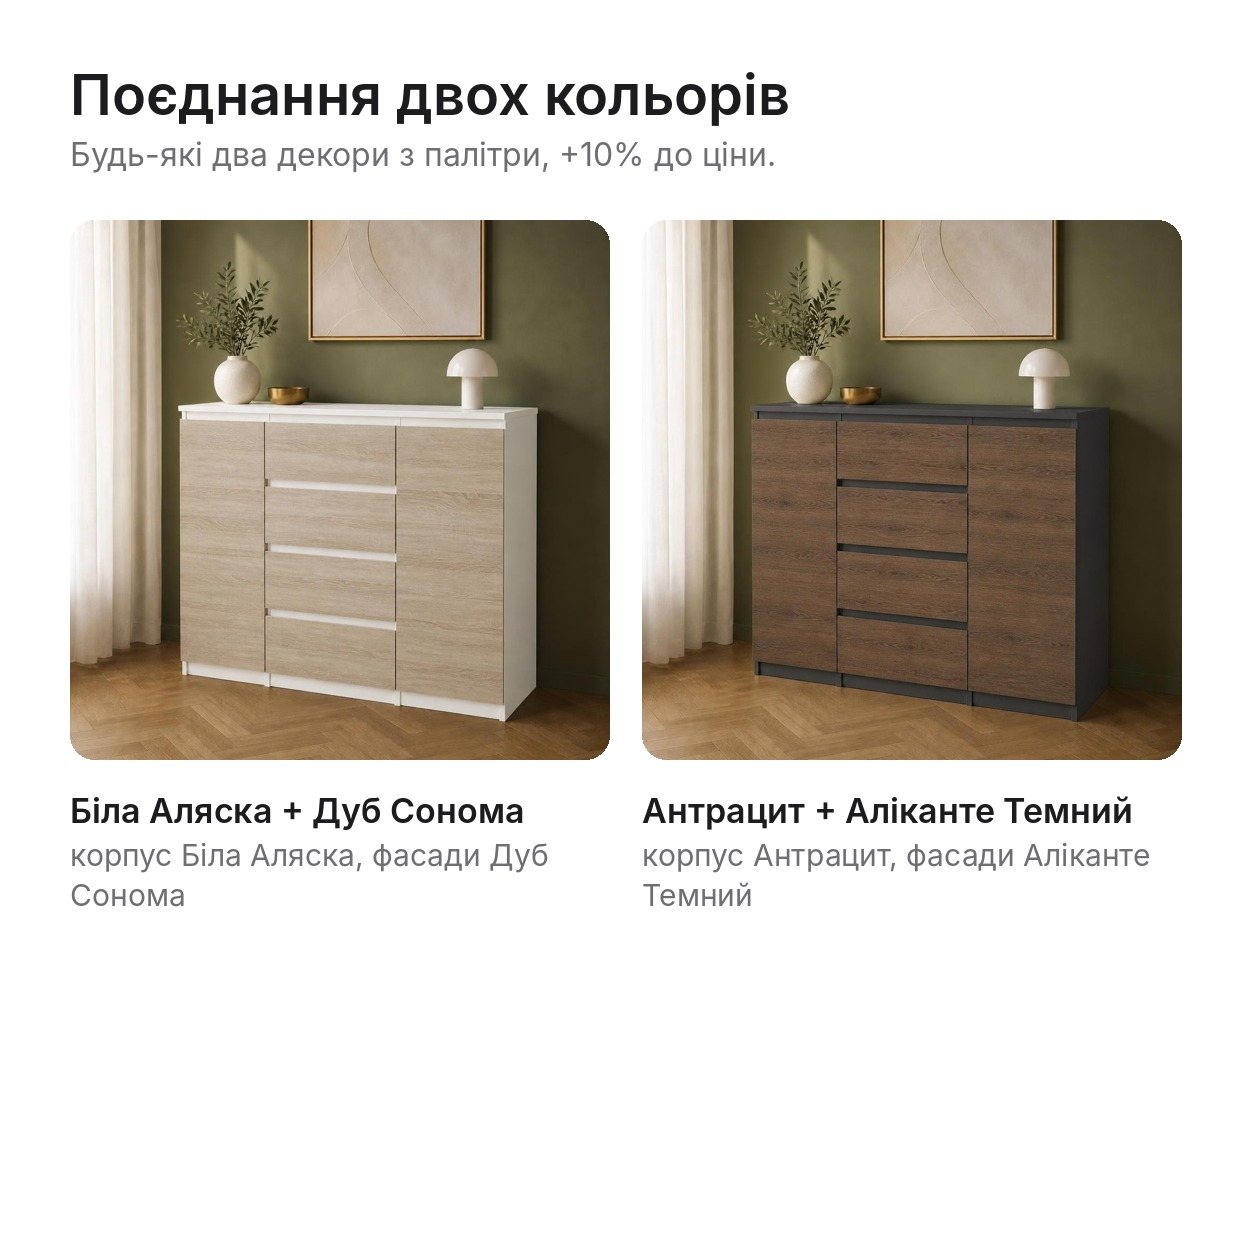 Поєднання двох кольорів
Будь-які два декори з палітри, +10% до ціни.
Біла Аляска + Дуб Сонома
корпус Біла Аляска, фасади Дуб
Сонома
Антрацит + Аліканте Темний
корпус Антрацит, фасади Аліканте
Темний